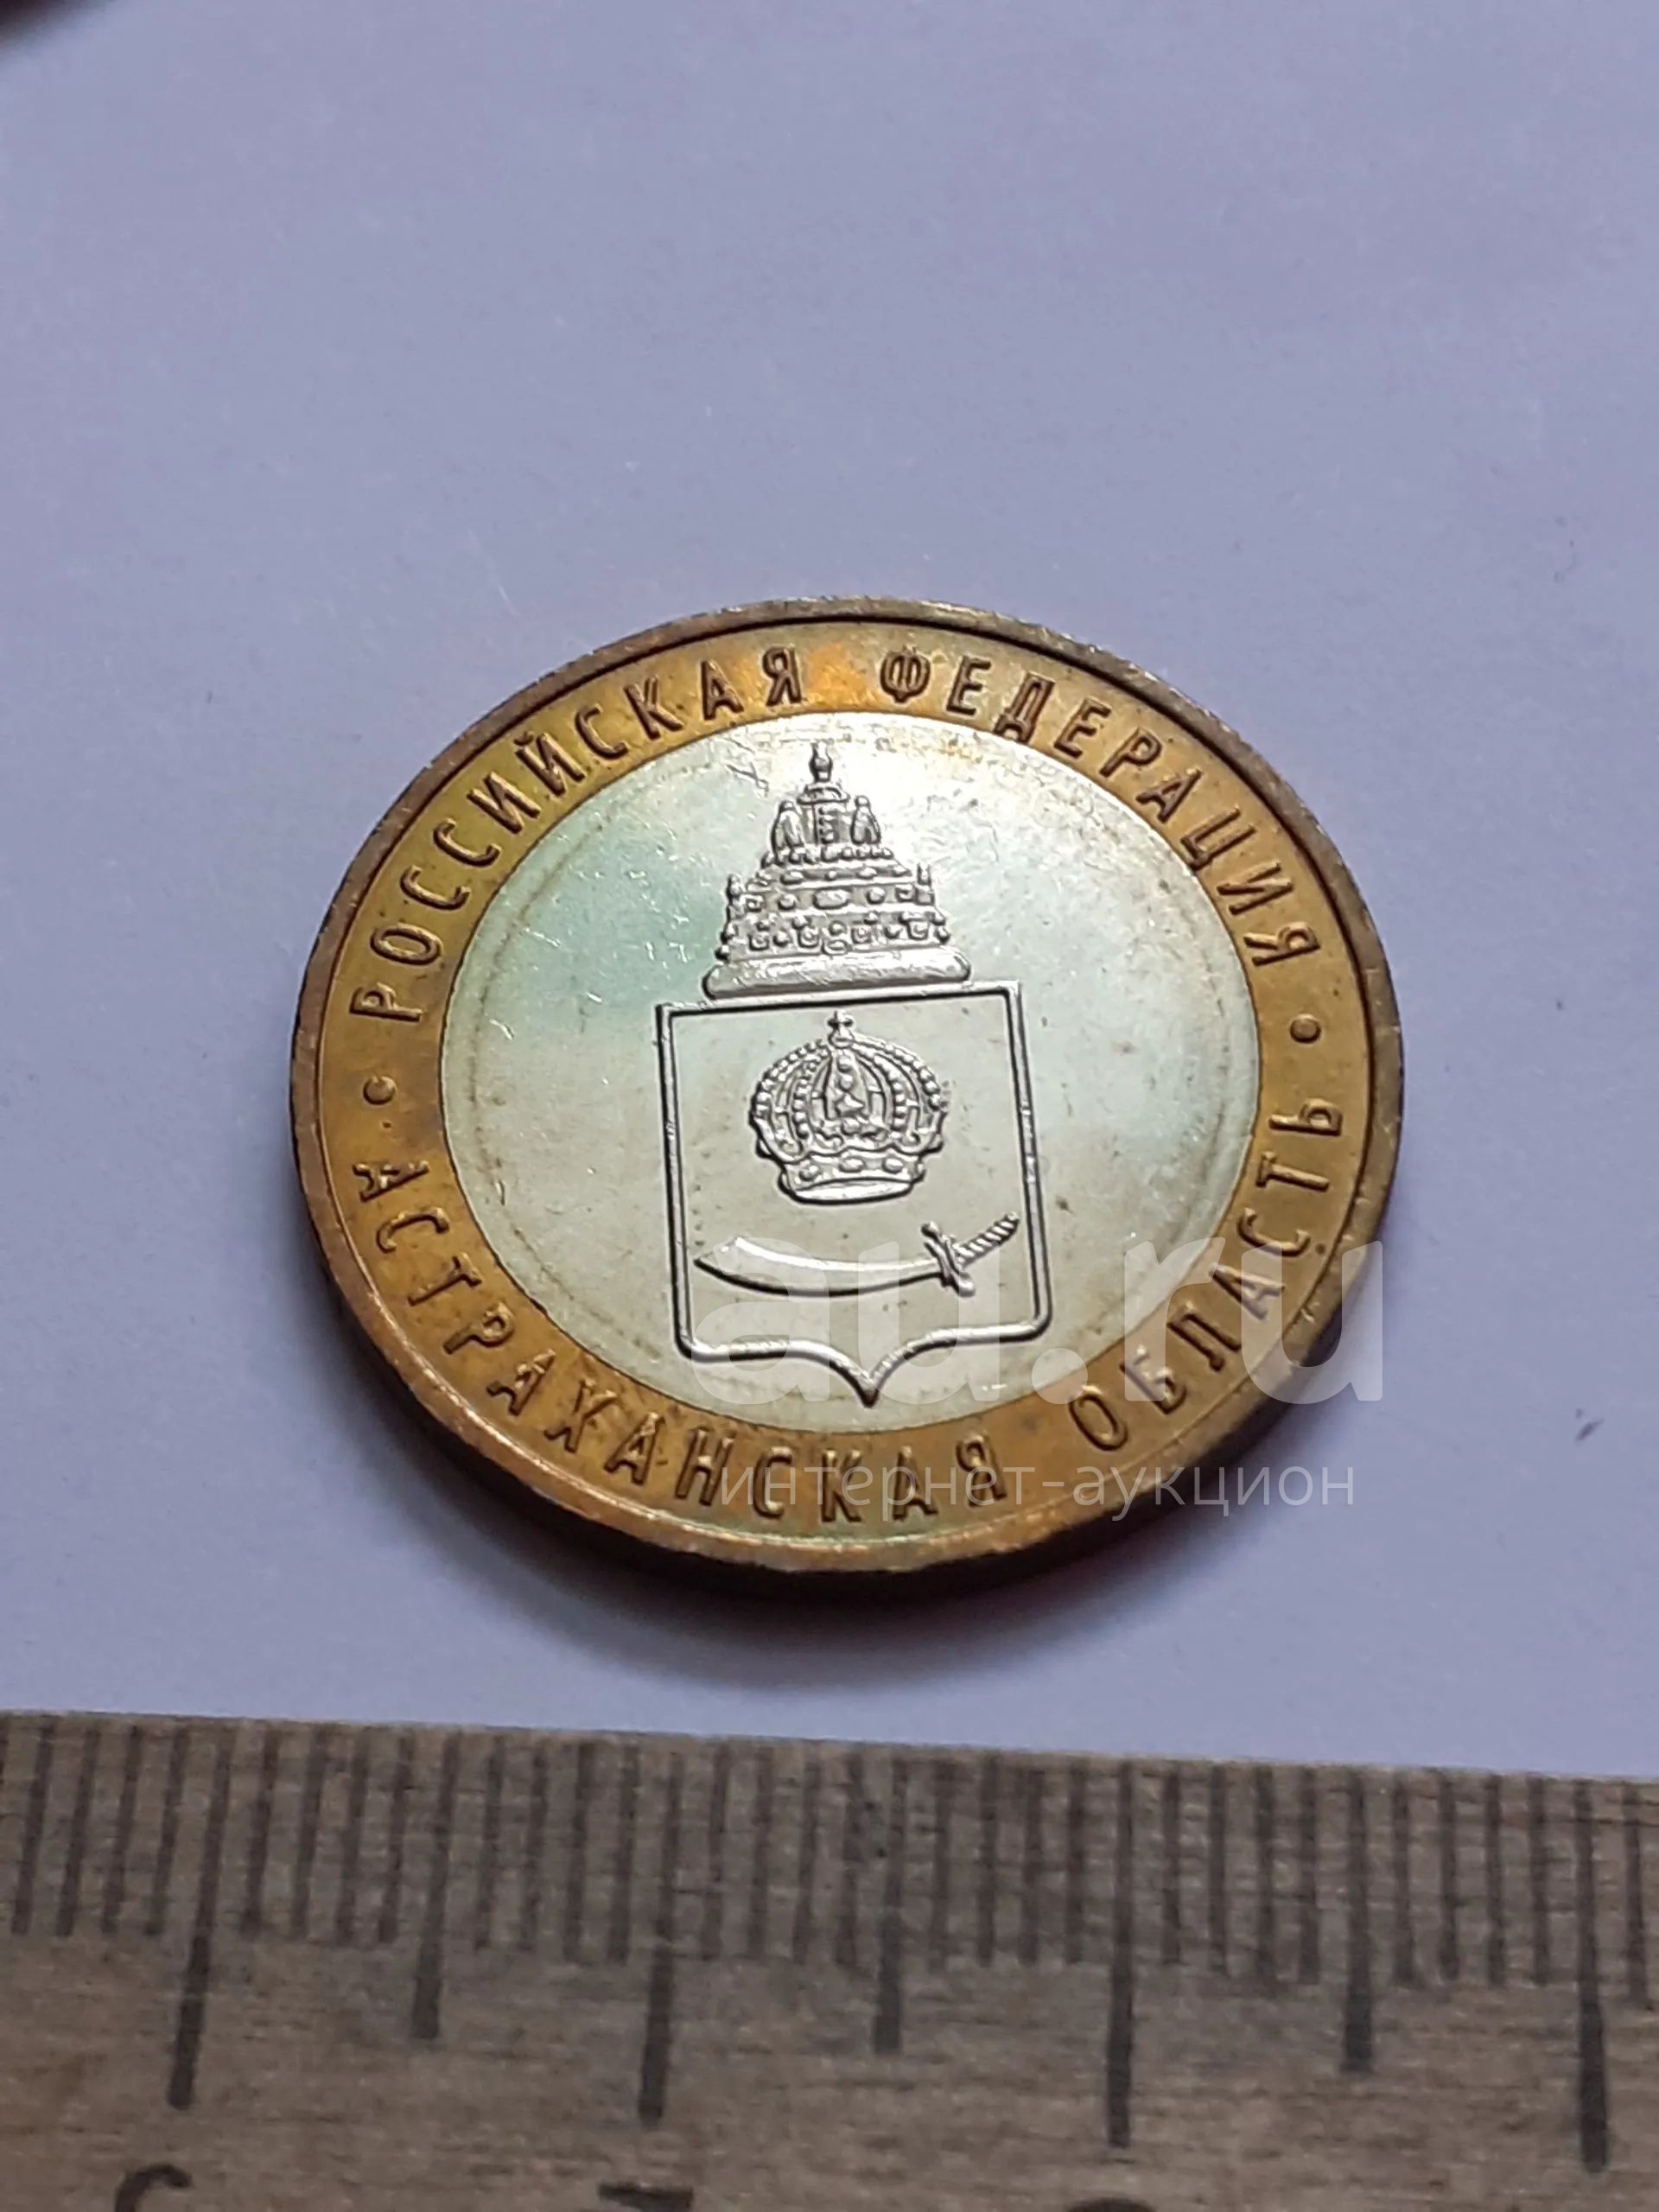 РОССИЙСКАЯ ФЕДЕРАЦИЯ
• АСТРАХАНСКАЯ ОБЛАСТЬ •
au.ru
интернет-аукцион